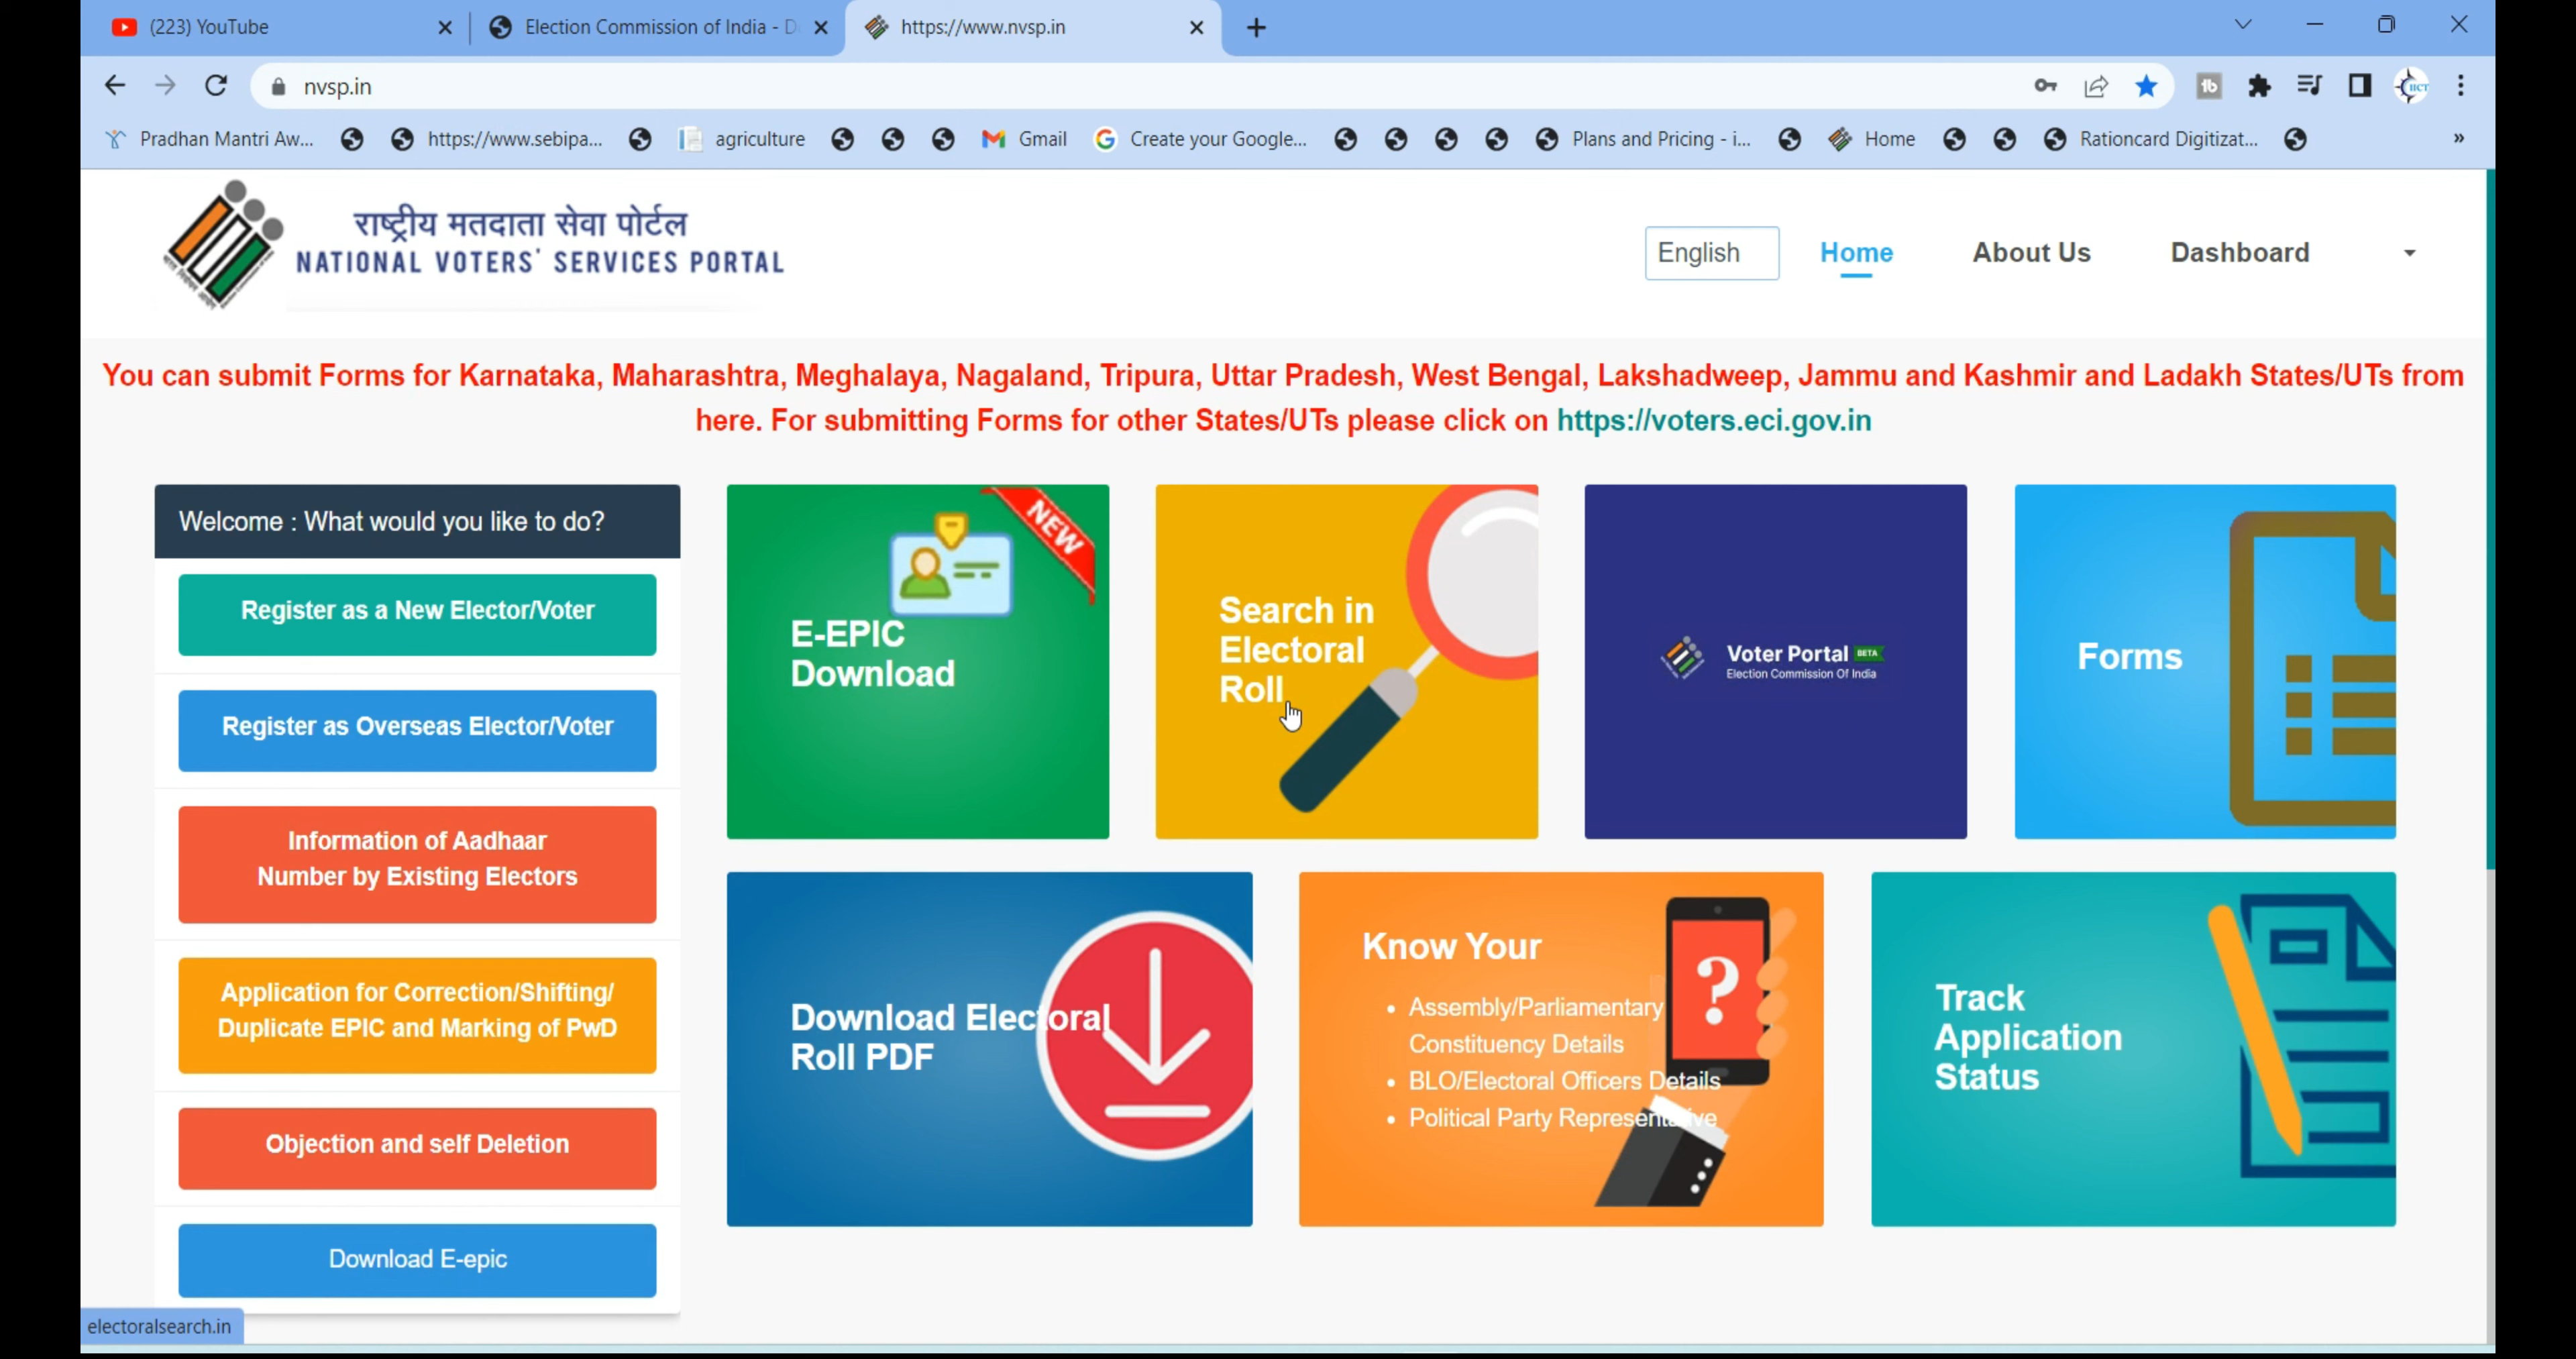 (223) YouTube
Election Commission of India - D
https://www.nvsp.in
nvsp.in
Pradhan Mantri Aw...
https://www.sebipa...
agriculture
Gmail
Create your Google...
Plans and Pricing - i...
Home
Rationcard Digitizat...
राष्ट्रीय मतदाता सेवा पोर्टल
NATIONAL VOTERS' SERVICES PORTAL
English
Home
About Us
Dashboard
You can submit Forms for Karnataka, Maharashtra, Meghalaya, Nagaland, Tripura, Uttar Pradesh, West Bengal, Lakshadweep, Jammu and Kashmir and Ladakh States/UTs from
here. For submitting Forms for other States/UTs please click on https://voters.eci.gov.in
Welcome : What would you like to do?
Register as a New Elector/Voter
Register as Overseas Elector/Voter
Information of Aadhaar
Number by Existing Electors
Application for Correction/Shifting/
Duplicate EPIC and Marking of PwD
Objection and self Deletion
Download E-epic
NEW
E-EPIC
Download
Search in
Electoral
Roll
Voter Portal BETA
Election Commission Of India
Forms
Download Electoral
Roll PDF
Know Your
• Assembly/Parliamentary
Constituency Details
• BLO/Electoral Officers Details
• Political Party Representative
?
Track
Application
Status
electoralsearch.in